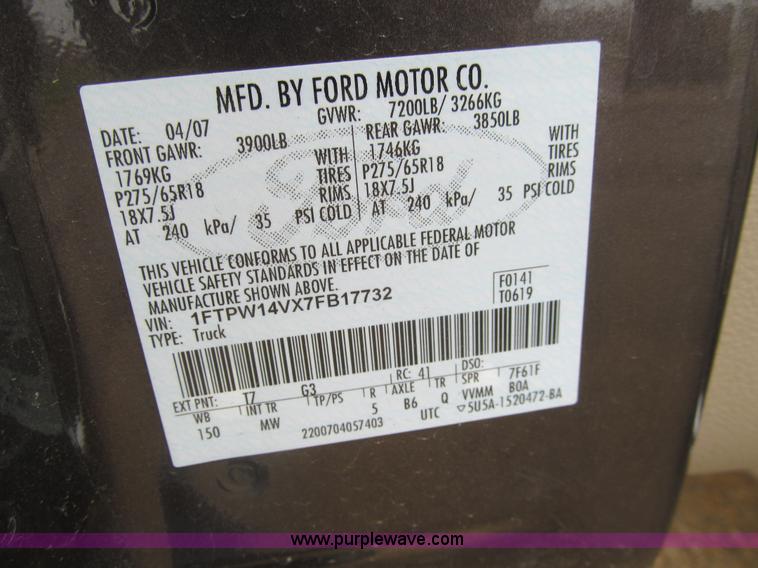 MFD. BY FORD MOTOR CO.
DATE: 04/07 GVWR: 7200LB/ 3266KG
FRONT GAWR: 3900LB REAR GAWR: 3850LB
1769KG WITH 1746KG WITH
P275/65R18 TIRES P275/65R18 TIRES
18X7.5J RIMS 18X7.5J RIMS
AT 240 kPa/ 35 PSI COLD AT 240 kPa/ 35 PSI COLD
Ford
THIS VEHICLE CONFORMS TO ALL APPLICABLE FEDERAL MOTOR
VEHICLE SAFETY STANDARDS IN EFFECT ON THE DATE OF
MANUFACTURE SHOWN ABOVE.
VIN: 1FTPW14VX7FB17732 F0141
TYPE: Truck T0619
EXT PNT: T7 G3 RC: 41 DSO:
WB INT TR TP/PS R AXLE TR SPR 7F61F
150 MW 5 B6 Q VVMM BOA
2200704057403 UTC ▽5U5A-1520472-BA
www.purplewave.com